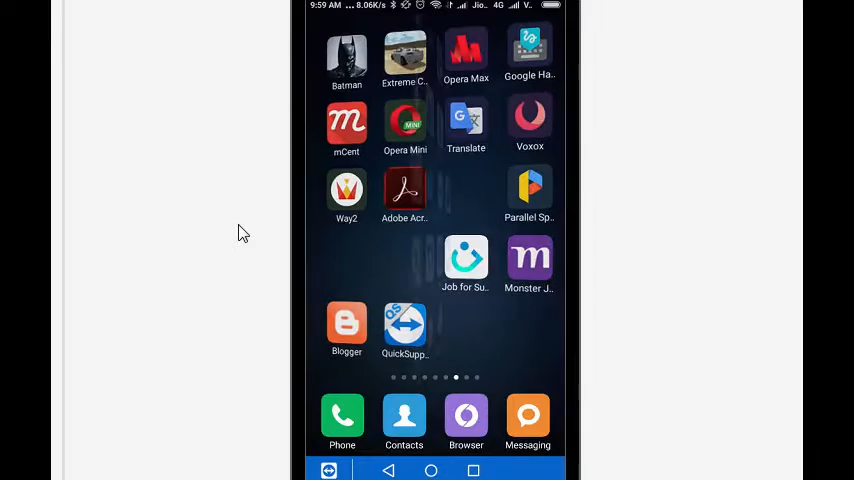 9:59 AM ... 8.06K/s Jio.. 4G V..
Batman Extreme C.. Opera Max Google Ha..
mCent Opera Mini Translate Voxox
Way2 Adobe Acr.. Parallel Sp..
Job for Su.. Monster J..
Blogger QuickSupp..
Phone Contacts Browser Messaging